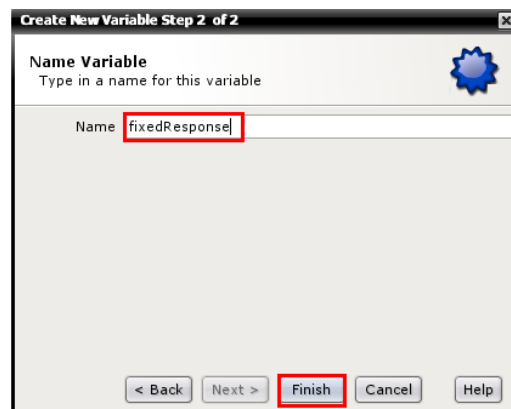 Create New Variable Step 2 of 2
Name Variable
Type in a name for this variable
Name fixedResponse
< Back Next > Finish Cancel Help